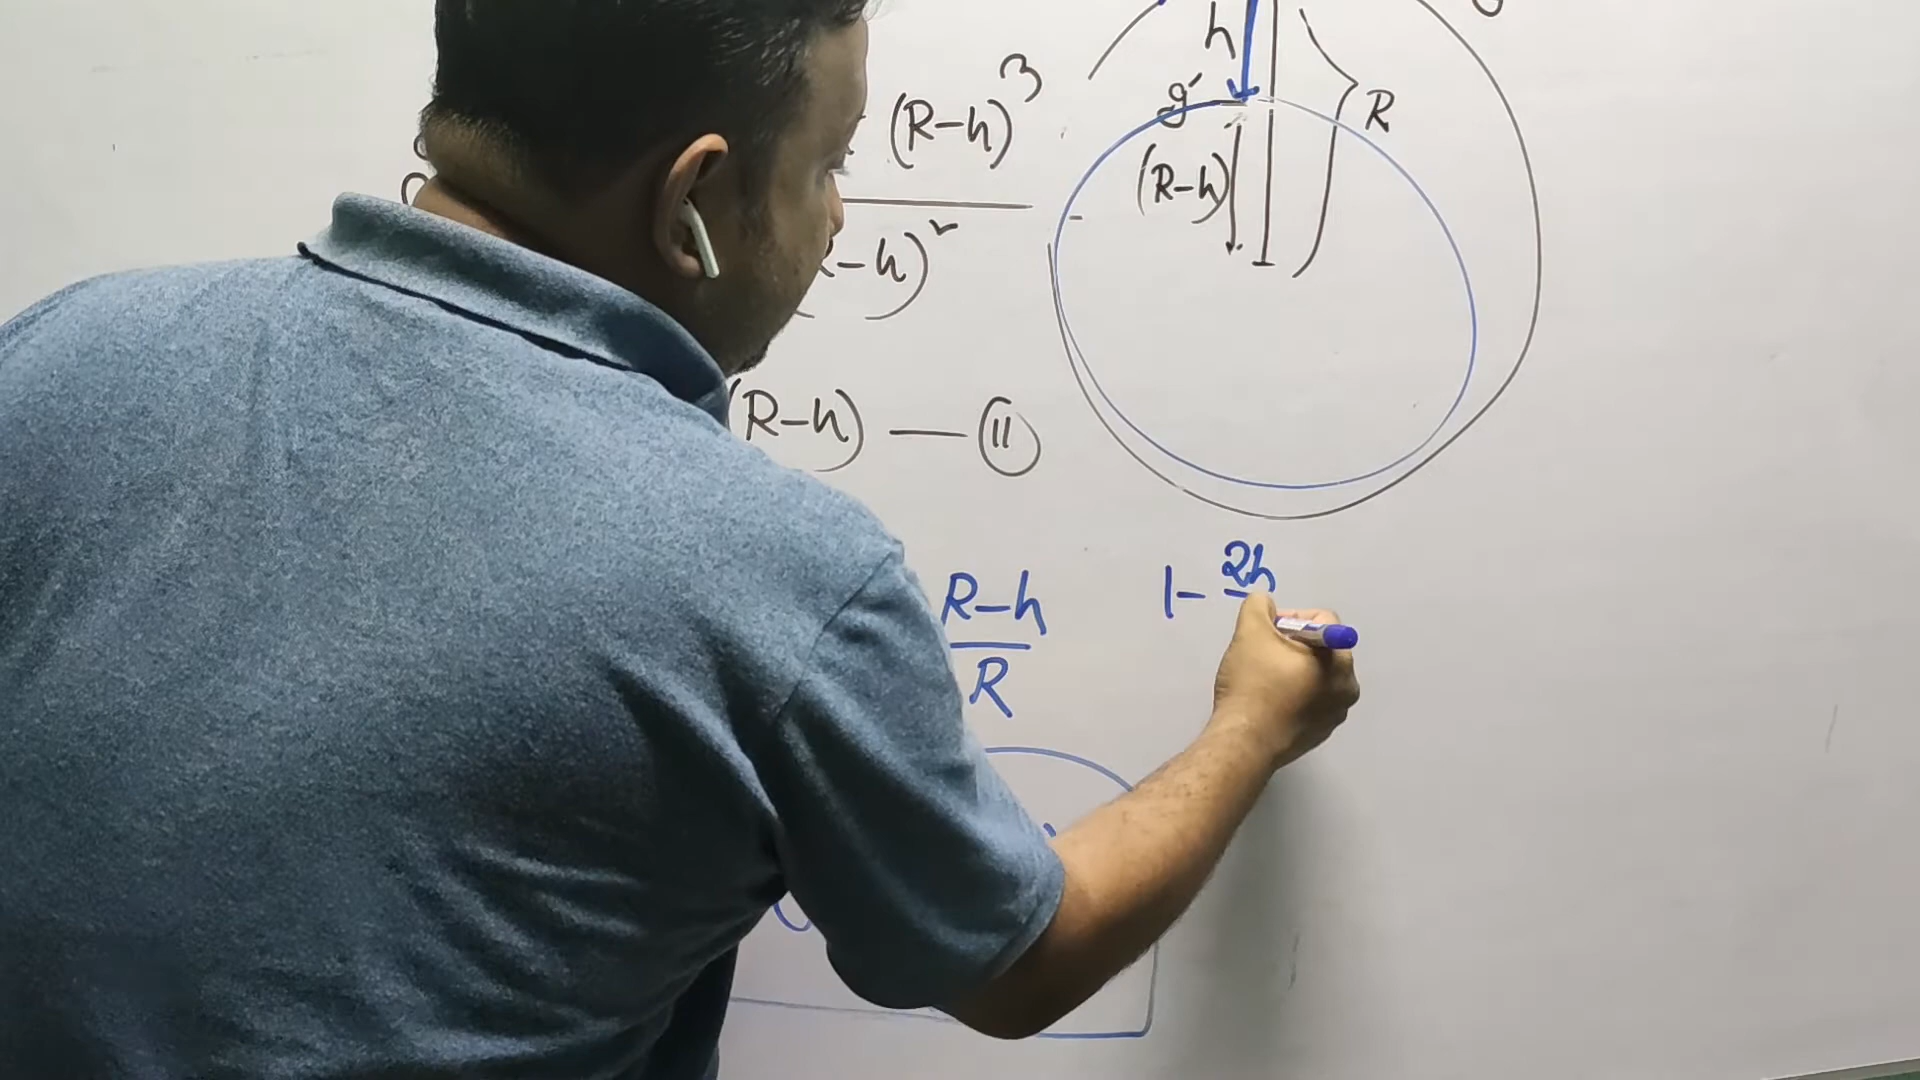 h
g'
R
(R-h)
(R-h)³
R-h)²
(R-h) — (II)
R-h
R
1- 2h